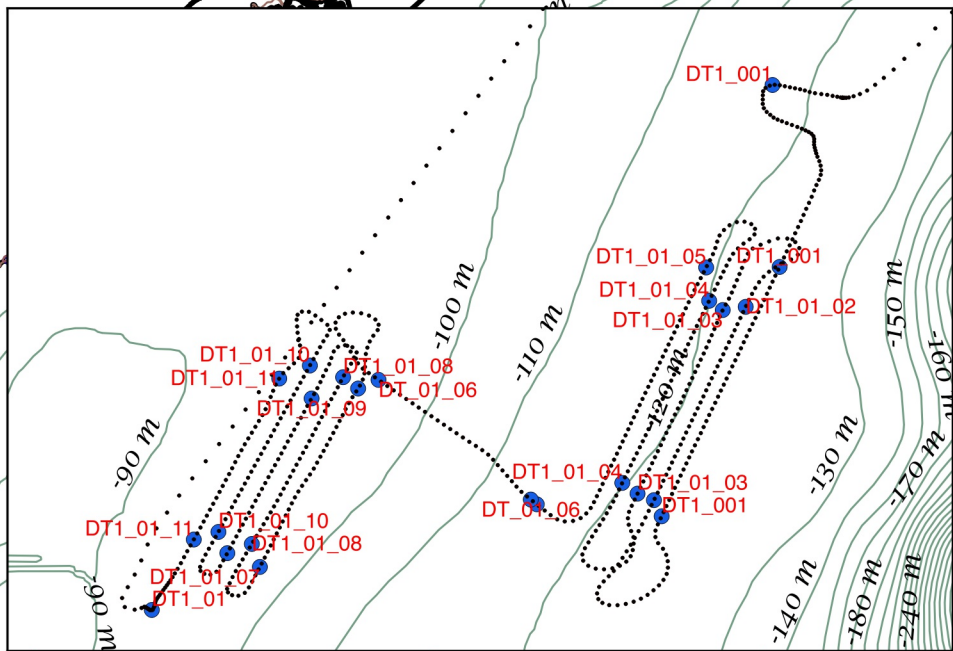 DT1_001
DT1_01_05
DT1_001
DT1_01_04
DT1_01_02
DT1_01_03
-100 m
-110 m
-150 m
-160 m
DT1_01_10
DT1_01_08
DT1_01_11
DT_01_06
DT1_01_09
-120 m
-90 m
-130 m
-170 m
DT1_01_04
DT1_01_03
DT_01_06
DT1_001
DT1_01_11
DT1_01_10
DT1_01_08
DT1_01_07
DT1_01
-90 m
-140 m
-180 m
-240 m